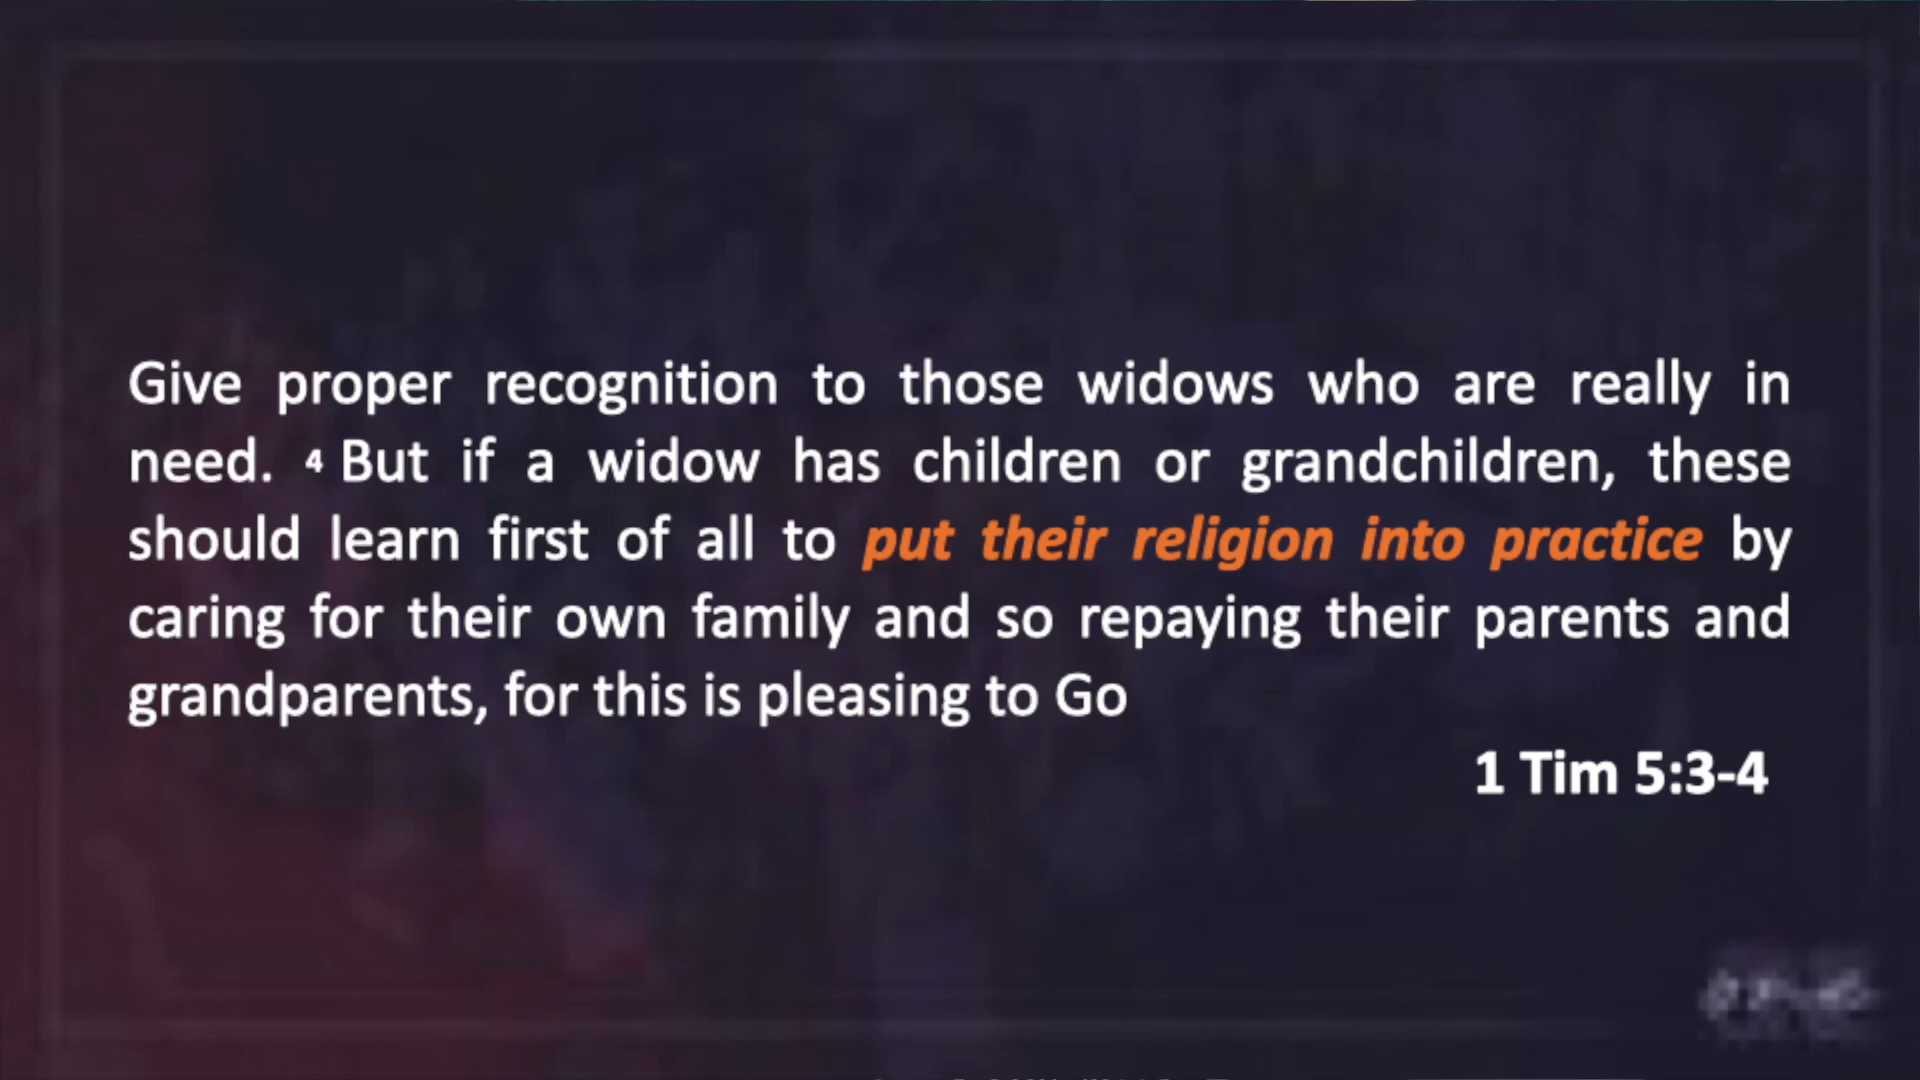 Give proper recognition to those widows who are really in
need. 4 But if a widow has children or grandchildren, these
should learn first of all to put their religion into practice by
caring for their own family and so repaying their parents and
grandparents, for this is pleasing to Go
1 Tim 5:3-4